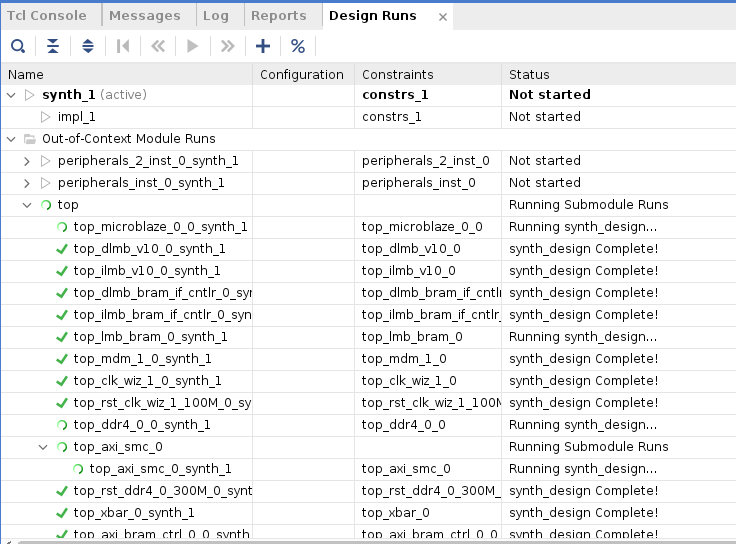 Tcl Console Messages Log Reports Design Runs
Name Configuration Constraints Status
synth_1 (active) constrs_1 Not started
impl_1 constrs_1 Not started
Out-of-Context Module Runs
peripherals_2_inst_0_synth_1 peripherals_2_inst_0 Not started
peripherals_inst_0_synth_1 peripherals_inst_0 Not started
top Running Submodule Runs
top_microblaze_0_0_synth_1 top_microblaze_0_0 Running synth_design...
top_dlmb_v10_0_synth_1 top_dlmb_v10_0 synth_design Complete!
top_ilmb_v10_0_synth_1 top_ilmb_v10_0 synth_design Complete!
top_dlmb_bram_if_cntlr_0_syn top_dlmb_bram_if_cntlr synth_design Complete!
top_ilmb_bram_if_cntlr_0_syn top_ilmb_bram_if_cntlr_ synth_design Complete!
top_lmb_bram_0_synth_1 top_lmb_bram_0 Running synth_design...
top_mdm_1_0_synth_1 top_mdm_1_0 synth_design Complete!
top_clk_wiz_1_0_synth_1 top_clk_wiz_1_0 synth_design Complete!
top_rst_clk_wiz_1_100M_0_sy top_rst_clk_wiz_1_100M synth_design Complete!
top_ddr4_0_0_synth_1 top_ddr4_0_0 Running synth_design...
top_axi_smc_0 Running Submodule Runs
top_axi_smc_0_synth_1 top_axi_smc_0 Running synth_design...
top_rst_ddr4_0_300M_0_synt top_rst_ddr4_0_300M_ synth_design Complete!
top_xbar_0_synth_1 top_xbar_0 synth_design Complete!
top_axi_bram_ctrl_0_0_synth top_axi_bram_ctrl_0_0 synth_design Complete!